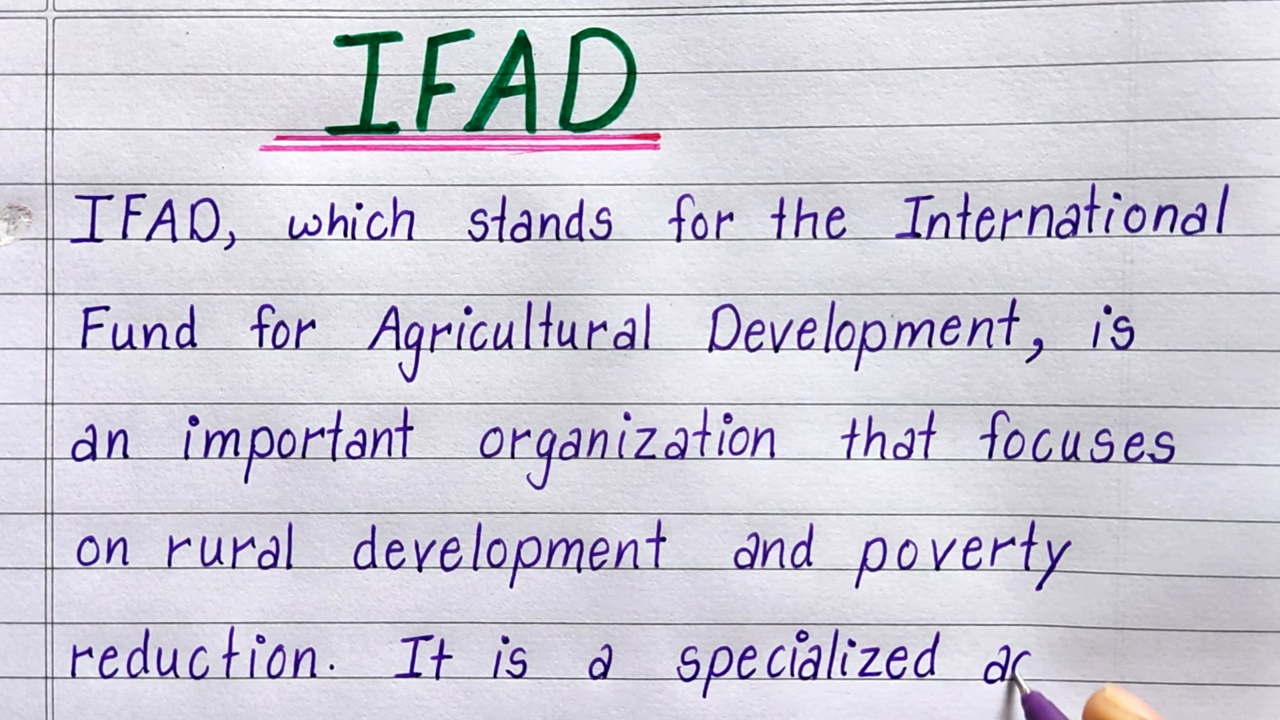 IFAD
IFAD, which stands for the International
Fund for Agricultural Development, is
an important organization that focuses
on rural development and poverty
reduction. It is a specialized